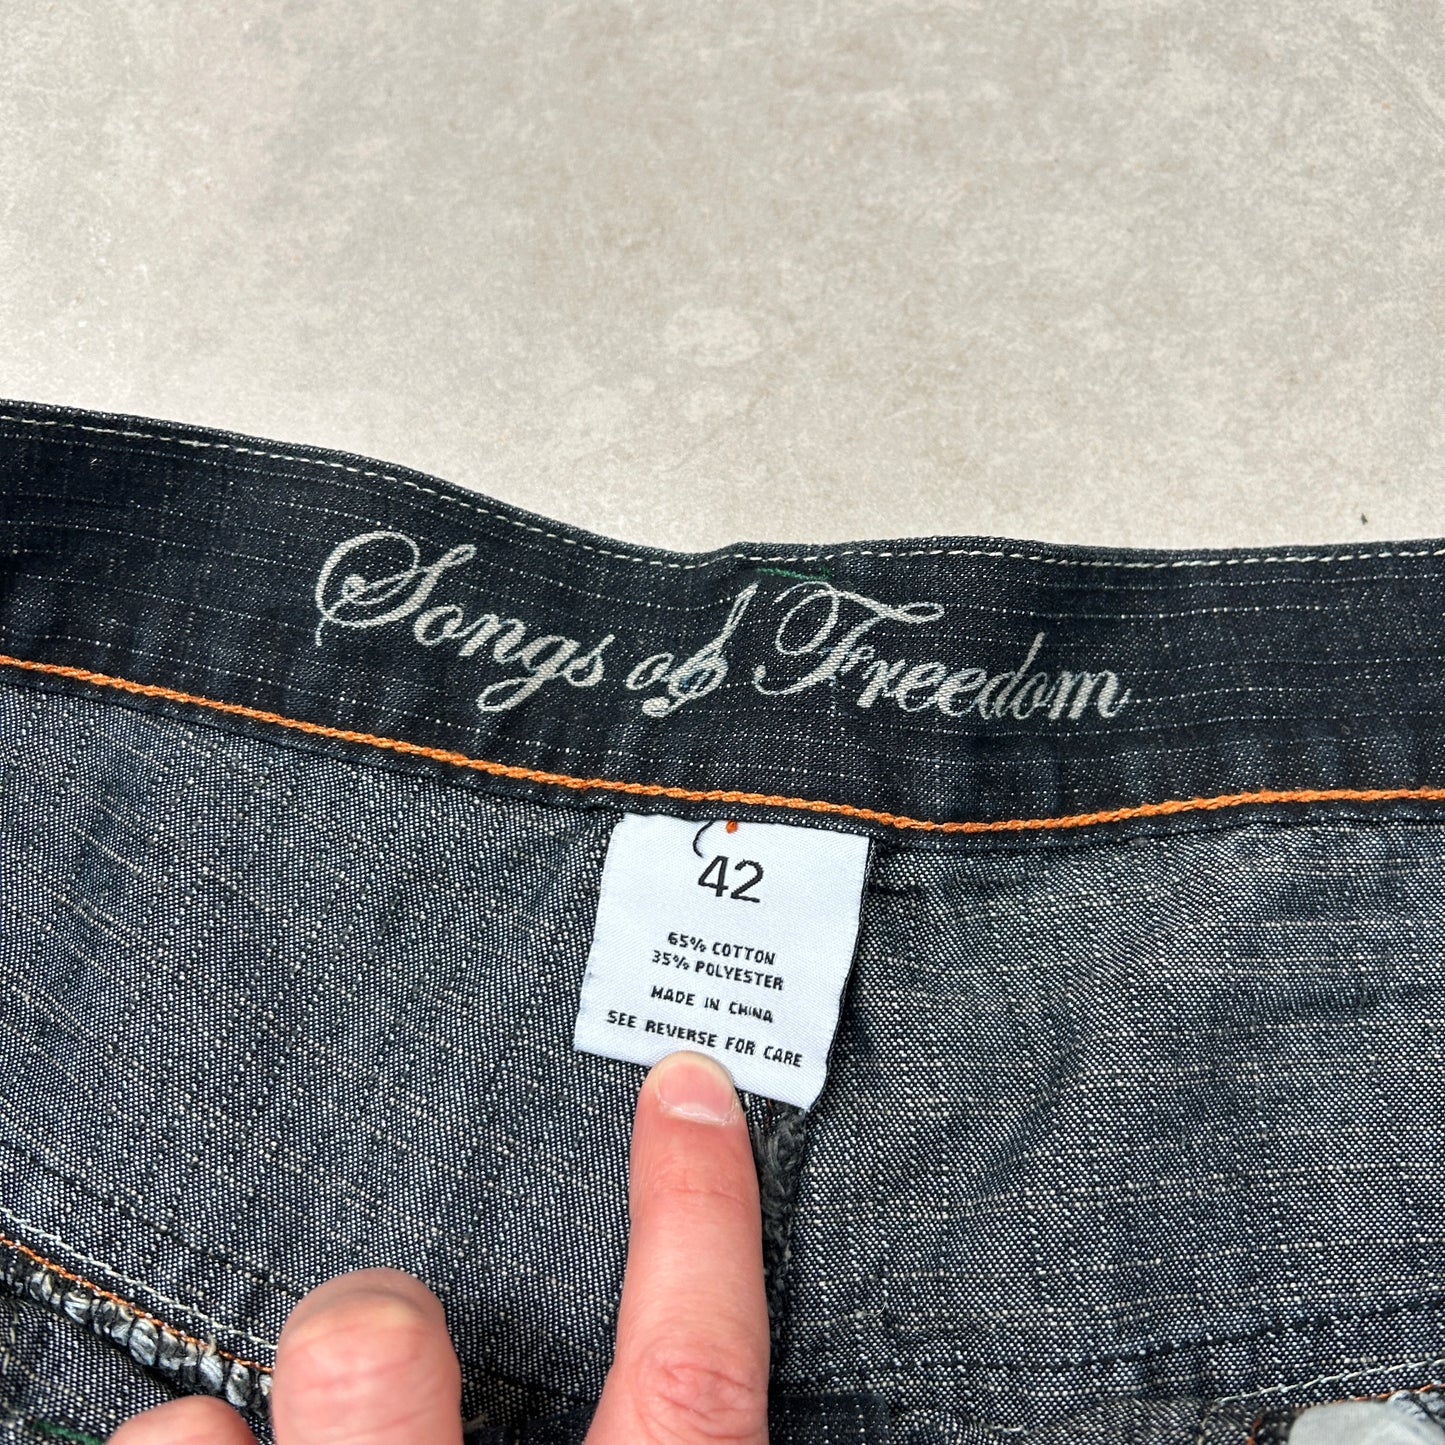 Songs of Freedom
42
65% COTTON
35% POLYESTER
MADE IN CHINA
SEE REVERSE FOR CARE